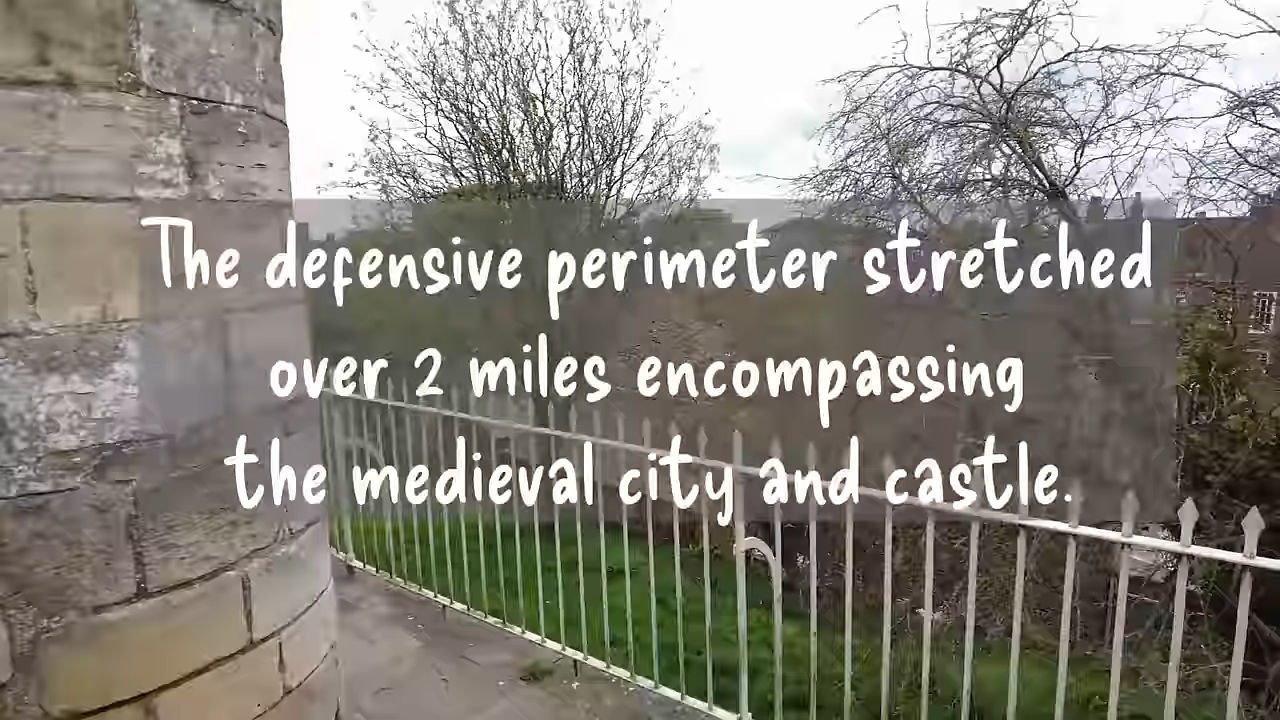 The defensive perimeter stretched
over 2 miles encompassing
the medieval city and castle.